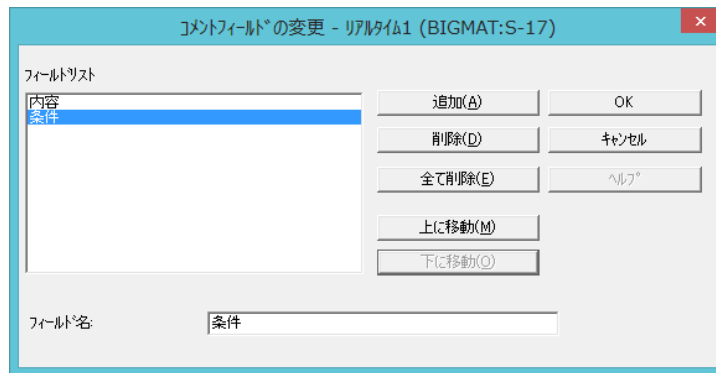 コメントフィールドの変更 - リアルタイム1 (BIGMAT:S-17)
フィールドリスト
内容
条件
追加(A)
OK
削除(D)
キャンセル
全て削除(E)
ヘルプ
上に移動(M)
下に移動(O)
フィールド名:
条件